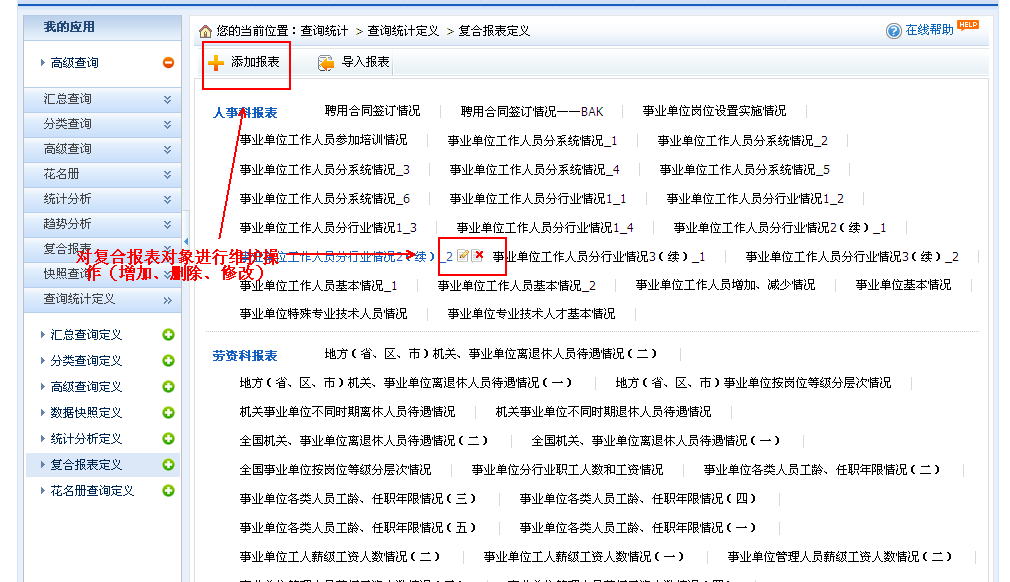 我的应用
高级查询
汇总查询
分类查询
高级查询
花名册
统计分析
趋势分析
复合报表
快照查询
查询统计定义
汇总查询定义
分类查询定义
高级查询定义
数据快照定义
统计分析定义
复合报表定义
花名册查询定义
您的当前位置：查询统计 > 查询统计定义 > 复合报表定义
在线帮助 HELP
添加报表 导入报表
人事科报表 聘用合同签订情况 聘用合同签订情况——BAK 事业单位岗位设置实施情况
事业单位工作人员参加培训情况 事业单位工作人员分系统情况_1 事业单位工作人员分系统情况_2
事业单位工作人员分系统情况_3 事业单位工作人员分系统情况_4 事业单位工作人员分系统情况_5
事业单位工作人员分系统情况_6 事业单位工作人员分行业情况1_1 事业单位工作人员分行业情况1_2
事业单位工作人员分行业情况1_3 事业单位工作人员分行业情况1_4 事业单位工作人员分行业情况2(续)_1
事业单位工作人员分行业情况2(续)_2 事业单位工作人员分行业情况3(续)_1 事业单位工作人员分行业情况3(续)_2
对复合报表对象进行维护操
作（增加、删除、修改）
事业单位工作人员基本情况_1 事业单位工作人员基本情况_2 事业单位工作人员增加、减少情况 事业单位基本情况
事业单位特殊专业技术人员情况 事业单位专业技术人才基本情况
劳资科报表 地方(省、区、市)机关、事业单位离退休人员待遇情况(二)
地方(省、区、市)机关、事业单位离退休人员待遇情况(一) 地方(省、区、市)事业单位按岗位等级分层次情况
机关事业单位不同时期离休人员待遇情况 机关事业单位不同时期退休人员待遇情况
全国机关、事业单位离退休人员待遇情况(二) 全国机关、事业单位离退休人员待遇情况(一)
全国事业单位按岗位等级分层次情况 事业单位分行业职工人数和工资情况 事业单位各类人员工龄、任职年限情况(二)
事业单位各类人员工龄、任职年限情况(三) 事业单位各类人员工龄、任职年限情况(四)
事业单位各类人员工龄、任职年限情况(五) 事业单位各类人员工龄、任职年限情况(一)
事业单位工人薪级工资人数情况(二) 事业单位工人薪级工资人数情况(一) 事业单位管理人员薪级工资人数情况(二)